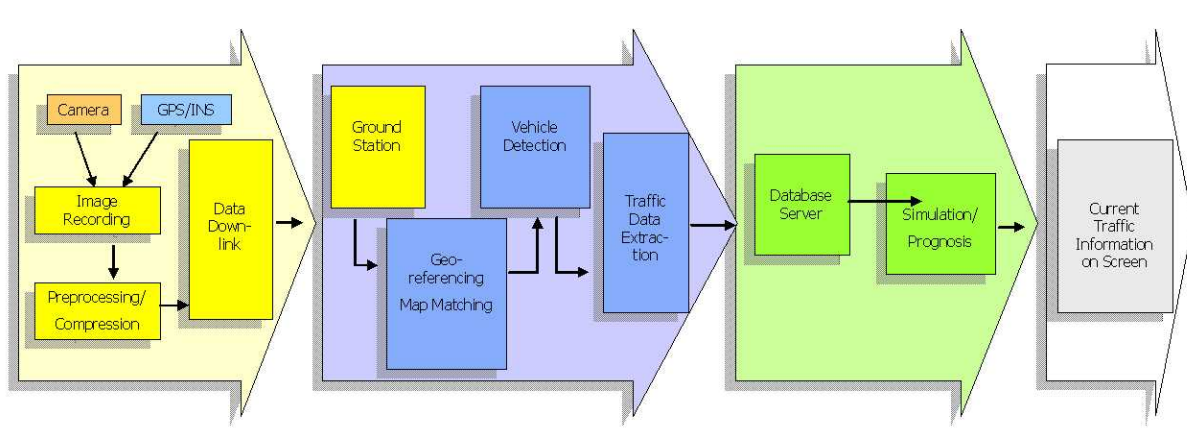 Camera
GPS/INS
Image
Recording
Preprocessing/
Compression
Data
Down-
link
Ground
Station
Geo-
referencing
Map Matching
Vehicle
Detection
Traffic
Data
Extrac-
tion
Database
Server
Simulation/
Prognosis
Current
Traffic
Information
on Screen